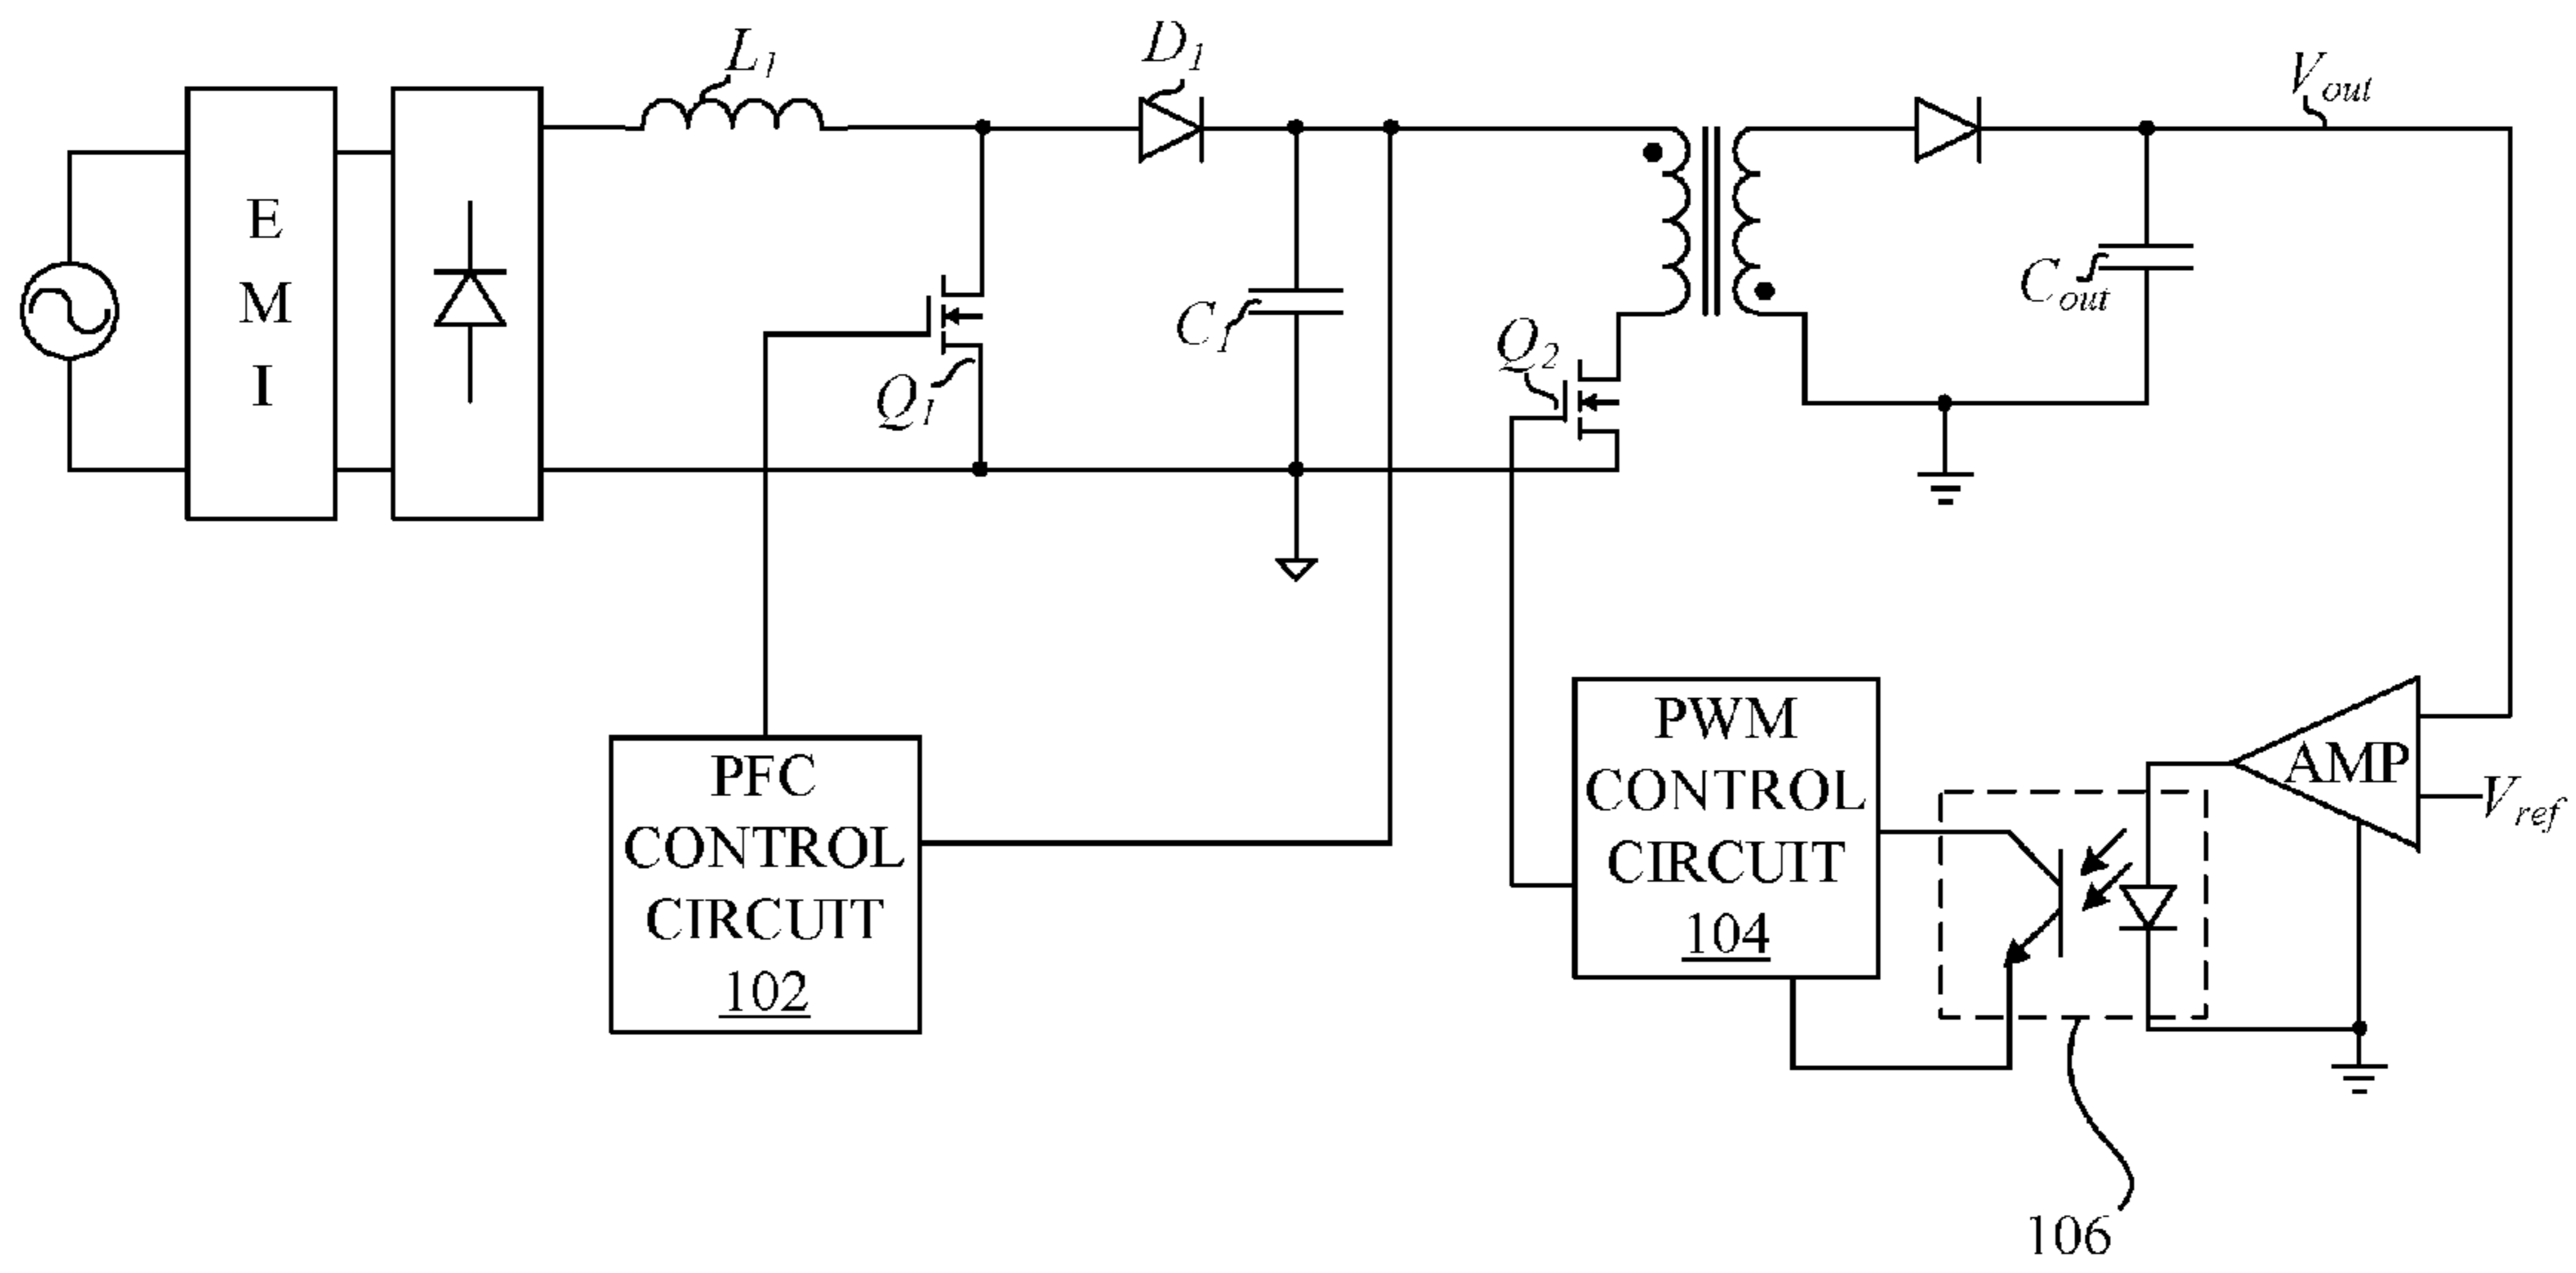 L1
D1
Vout
E
M
I
C1
Q1
Q2
Cout
PFC
CONTROL
CIRCUIT
102
PWM
CONTROL
CIRCUIT
104
AMP
Vref
106